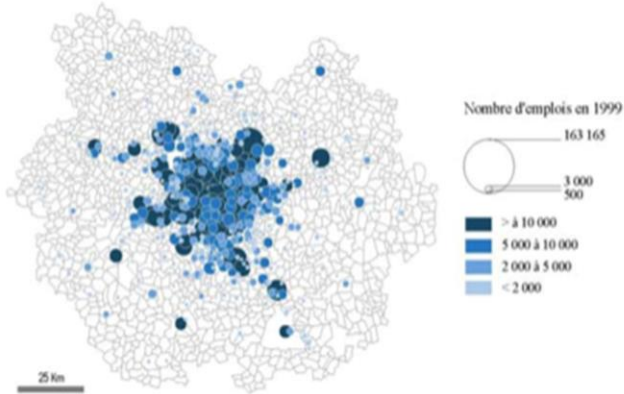 Nombre d'emplois en 1999
163 165
3 000
500
> à 10 000
5 000 à 10 000
2 000 à 5 000
< 2 000
25 Km